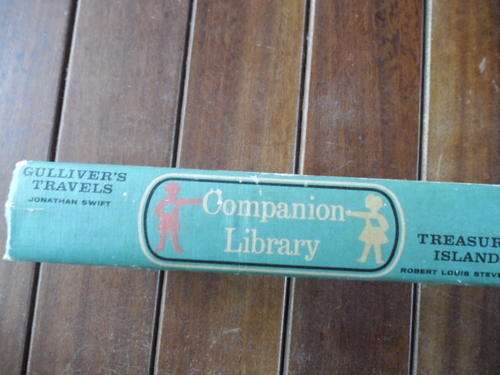 GULLIVER'S
TRAVELS
JONATHAN SWIFT
Companion
Library
TREASUR
ISLAND
ROBERT LOUIS STEVE